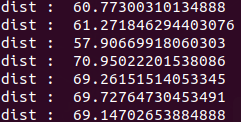 dist :  60.77300310134888
dist :  61.271846294403076
dist :  57.90669918060303
dist :  70.95022201538086
dist :  69.26151514053345
dist :  69.72764730453491
dist :  69.14702653884888